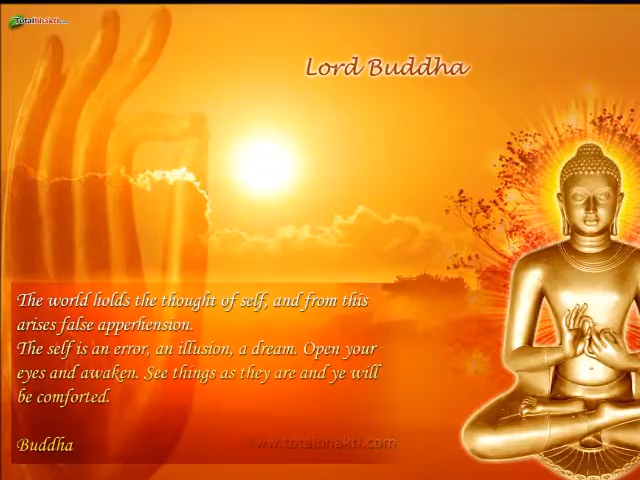 Totalbhakti.com
Lord Buddha
The world holds the thought of self, and from this
arises false apperhension.
The self is an error, an illusion, a dream. Open your
eyes and awaken. See things as they are and ye will
be comforted.
Buddha
www.totalbhakti.com